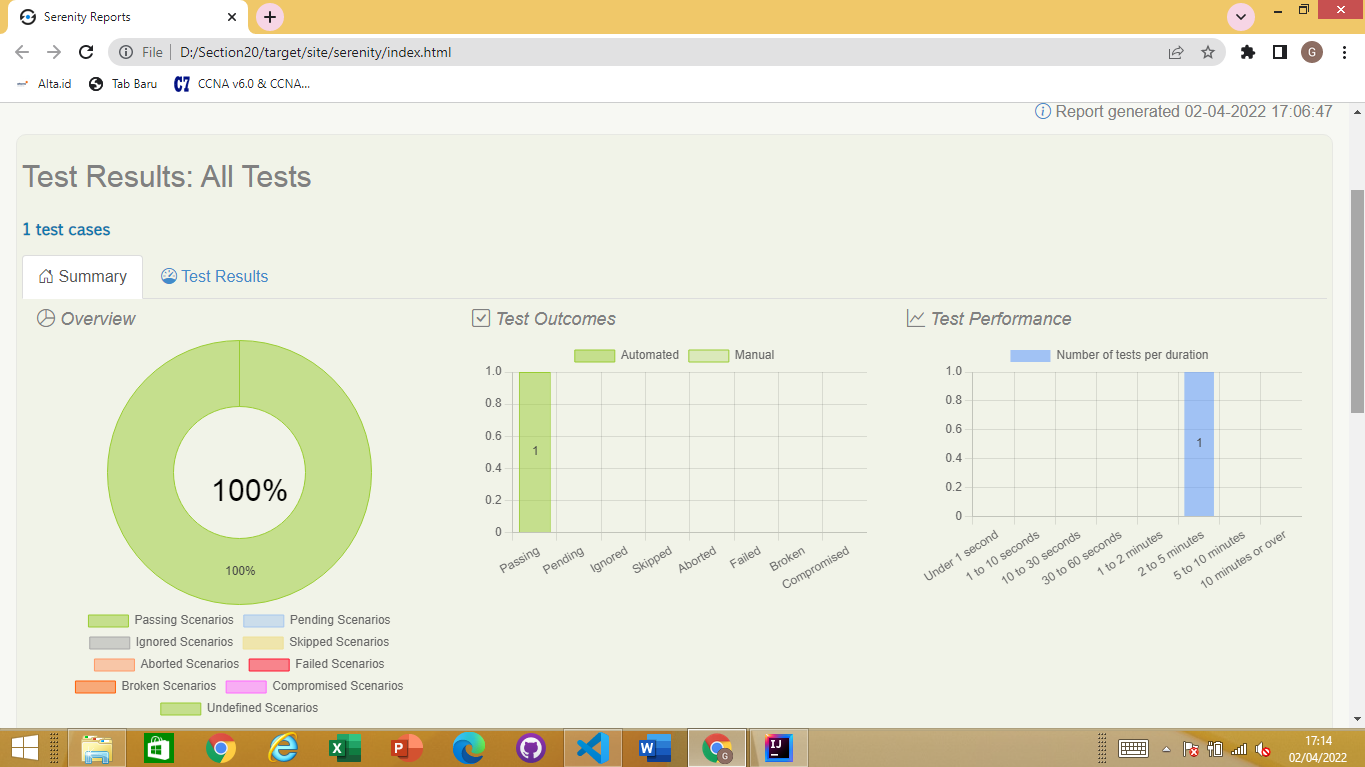 Serenity Reports
File
D:/Section20/target/site/serenity/index.html
G
Alta.id
Tab Baru
C7
CCNA v6.0 & CCNA...
Report generated 02-04-2022 17:06:47
Test Results: All Tests
1 test cases
Summary
Test Results
Overview
100%
100%
Passing Scenarios
Pending Scenarios
Ignored Scenarios
Skipped Scenarios
Aborted Scenarios
Failed Scenarios
Broken Scenarios
Compromised Scenarios
Undefined Scenarios
Test Outcomes
Automated
Manual
1.0
0.8
0.6
0.4
0.2
0
1
Passing
Pending
Ignored
Skipped
Aborted
Failed
Broken
Compromised
Test Performance
Number of tests per duration
1.0
0.8
0.6
0.4
0.2
0
1
Under 1 second
1 to 10 seconds
10 to 30 seconds
30 to 60 seconds
1 to 2 minutes
2 to 5 minutes
5 to 10 minutes
10 minutes or over
X
P
W
G
IJ
17:14
02/04/2022